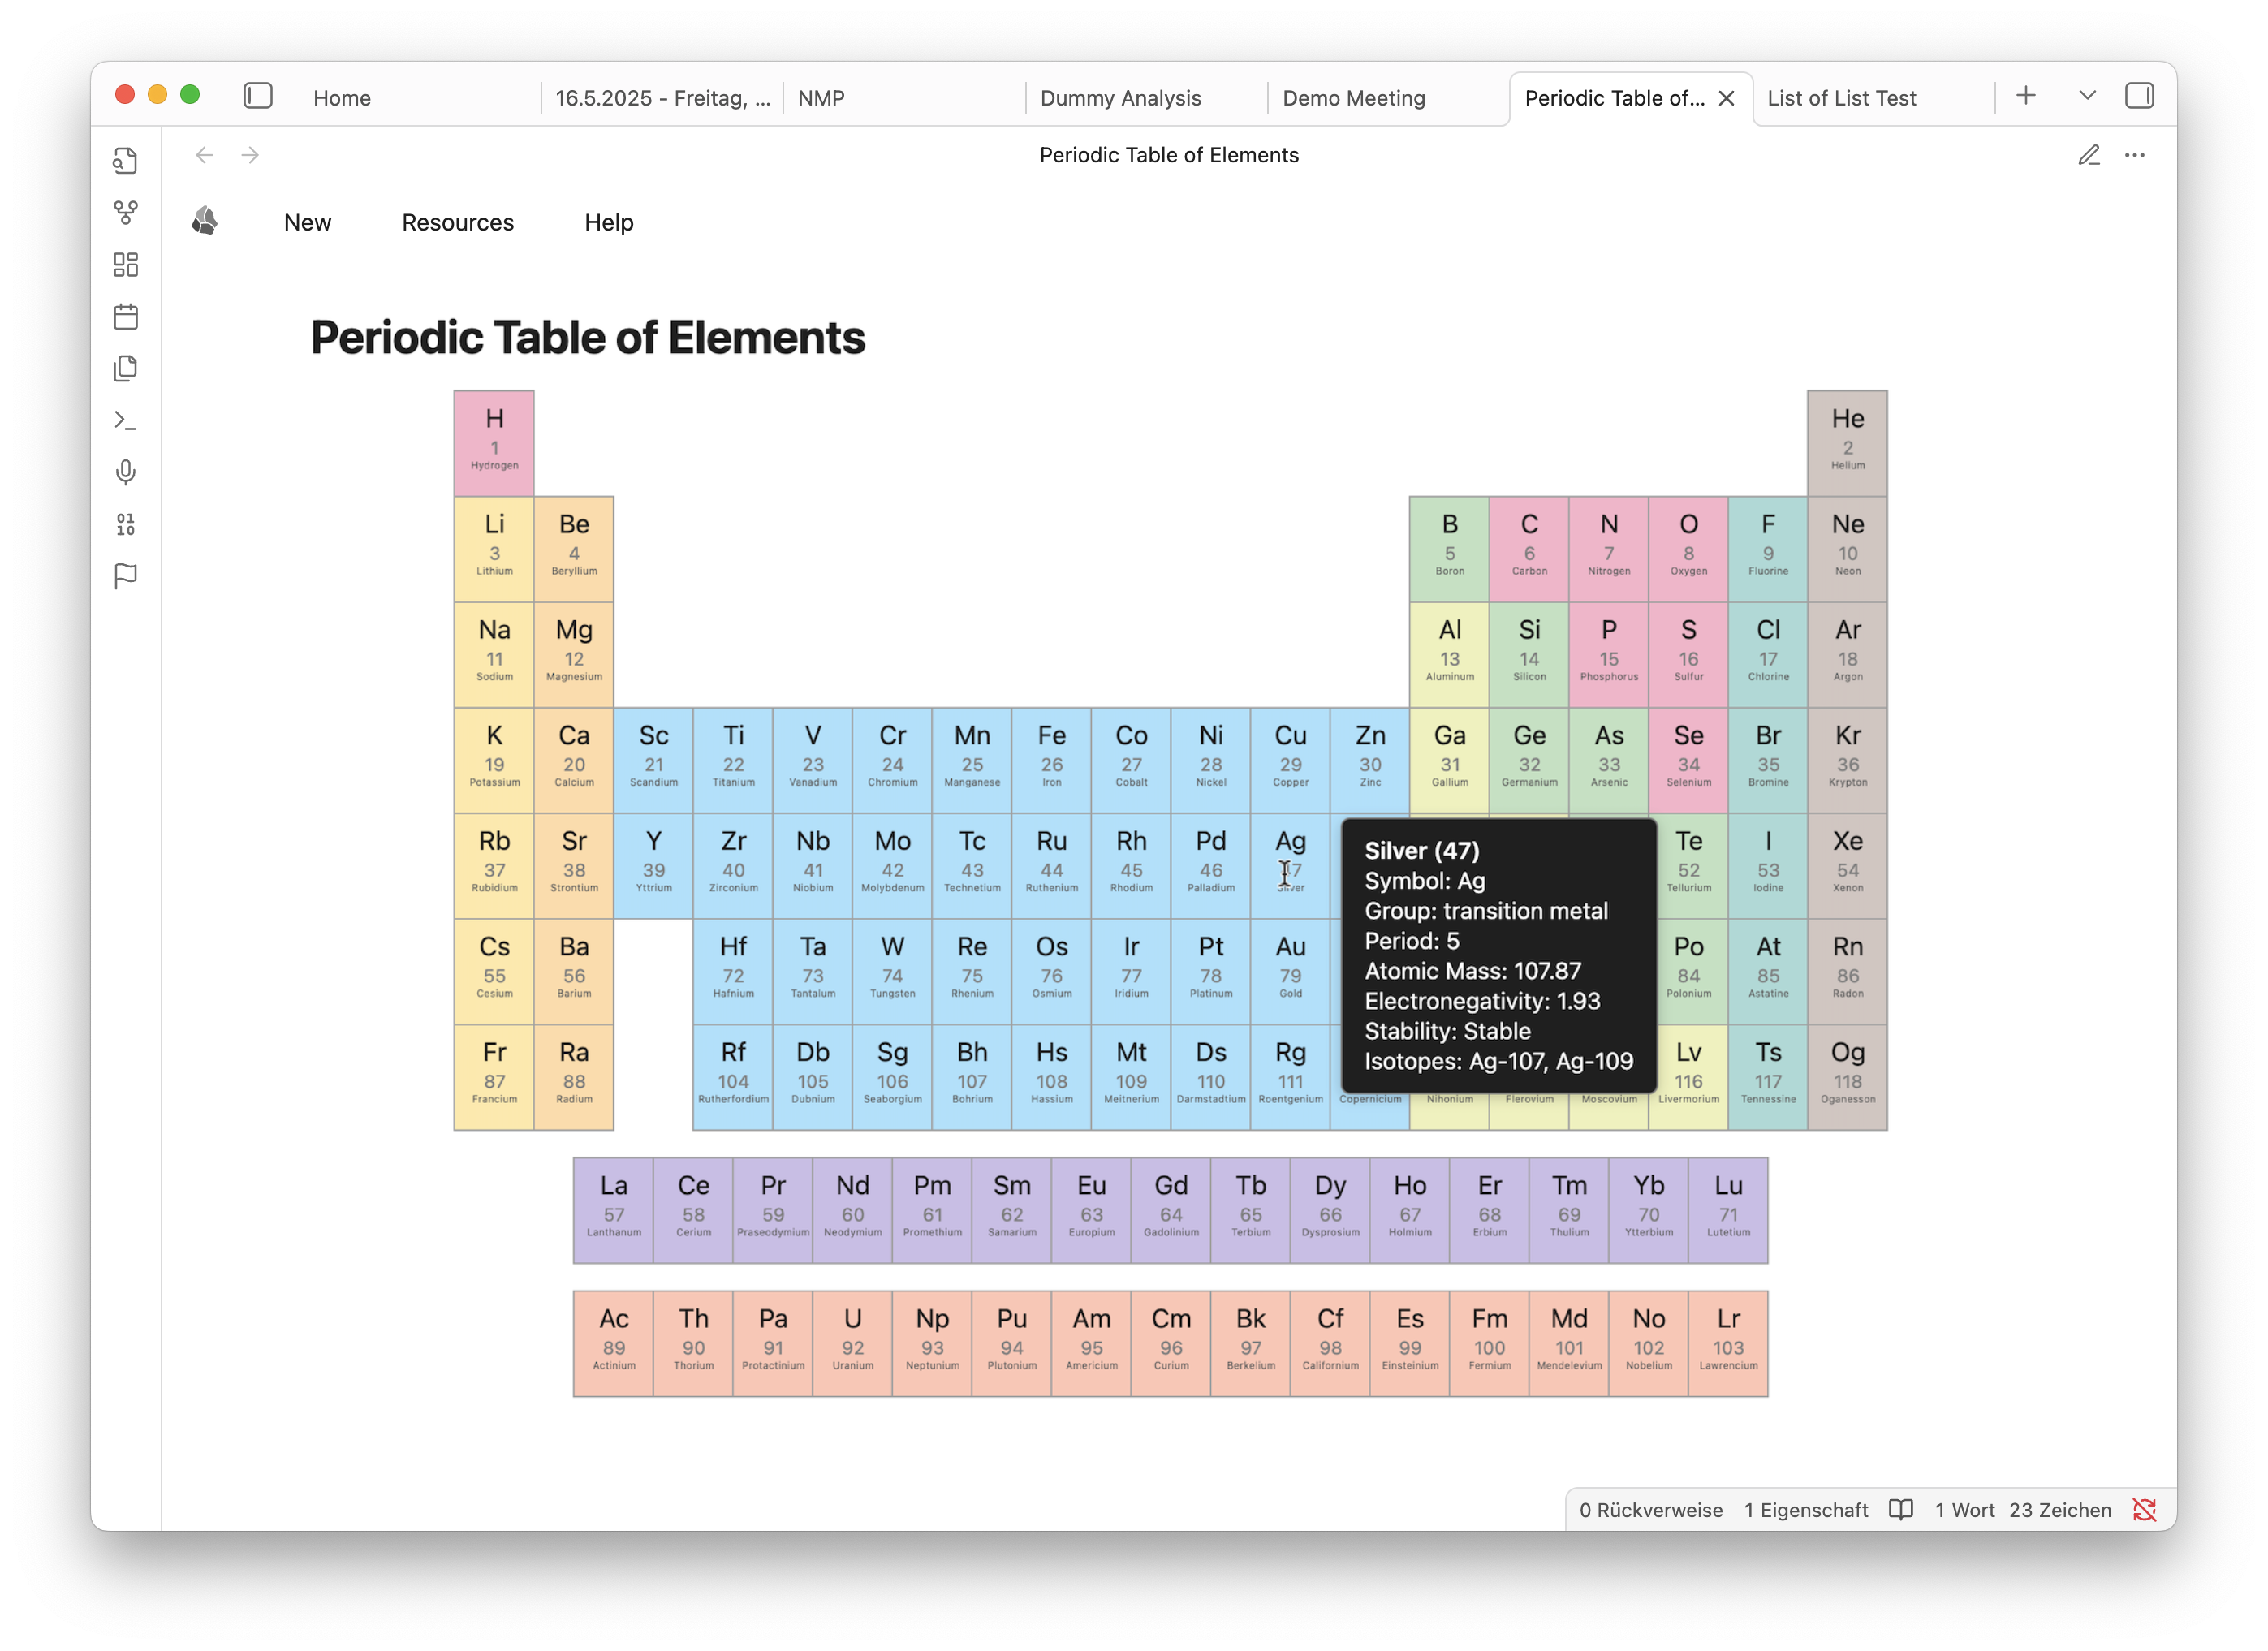 Home
16.5.2025 - Freitag, ...
NMP
Dummy Analysis
Demo Meeting
Periodic Table of...
List of List Test
Periodic Table of Elements
New
Resources
Help
Periodic Table of Elements
H He
1 2
Hydrogen Helium
Li Be B C N O F Ne
3 4 5 6 7 8 9 10
Lithium Beryllium Boron Carbon Nitrogen Oxygen Fluorine Neon
Na Mg Al Si P S Cl Ar
11 12 13 14 15 16 17 18
Sodium Magnesium Aluminum Silicon Phosphorus Sulfur Chlorine Argon
K Ca Sc Ti V Cr Mn Fe Co Ni Cu Zn Ga Ge As Se Br Kr
19 20 21 22 23 24 25 26 27 28 29 30 31 32 33 34 35 36
Potassium Calcium Scandium Titanium Vanadium Chromium Manganese Iron Cobalt Nickel Copper Zinc Gallium Germanium Arsenic Selenium Bromine Krypton
Rb Sr Y Zr Nb Mo Tc Ru Rh Pd Ag Te I Xe
37 38 39 40 41 42 43 44 45 46 52 53 54
Rubidium Strontium Yttrium Zirconium Niobium Molybdenum Technetium Ruthenium Rhodium Palladium Silver Tellurium Iodine Xenon
Cs Ba Hf Ta W Re Os Ir Pt Au Po At Rn
55 56 72 73 74 75 76 77 78 79 84 85 86
Cesium Barium Hafnium Tantalum Tungsten Rhenium Osmium Iridium Platinum Gold Polonium Astatine Radon
Fr Ra Rf Db Sg Bh Hs Mt Ds Rg Lv Ts Og
87 88 104 105 106 107 108 109 110 111 116 117 118
Francium Radium Rutherfordium Dubnium Seaborgium Bohrium Hassium Meitnerium Darmstadtium Roentgenium Copernicium Nihonium Flerovium Moscovium Livermorium Tennessine Oganesson
Silver (47)
Symbol: Ag
Group: transition metal
Period: 5
Atomic Mass: 107.87
Electronegativity: 1.93
Stability: Stable
Isotopes: Ag-107, Ag-109
La Ce Pr Nd Pm Sm Eu Gd Tb Dy Ho Er Tm Yb Lu
57 58 59 60 61 62 63 64 65 66 67 68 69 70 71
Lanthanum Cerium Praseodymium Neodymium Promethium Samarium Europium Gadolinium Terbium Dysprosium Holmium Erbium Thulium Ytterbium Lutetium
Ac Th Pa U Np Pu Am Cm Bk Cf Es Fm Md No Lr
89 90 91 92 93 94 95 96 97 98 99 100 101 102 103
Actinium Thorium Protactinium Uranium Neptunium Plutonium Americium Curium Berkelium Californium Einsteinium Fermium Mendelevium Nobelium Lawrencium
0 Rückverweise 1 Eigenschaft 1 Wort 23 Zeichen